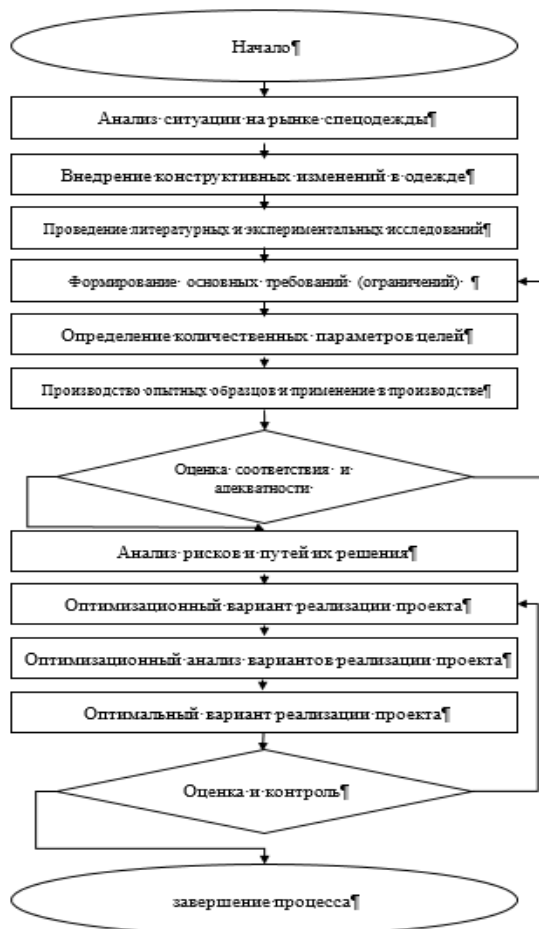 Начало¶
Анализ·ситуации·на·рынке·спецодежды¶
Внедрение·конструктивных·изменений·в·одежде¶
Проведение·литературных·и·экспериментальных·исследований¶
Формирование··основных··требований··(ограничений)·¶
Определение·количественных·параметров·целей¶
Производство·опытных·образцов·и·применение·в·производстве¶
Оценка··соответствия··и·
адекватности·
Анализ·рисков·и·путей·их·решения¶
Оптимизационный·вариант·реализации·проекта¶
Оптимизационный·анализ·вариантов·реализации·проекта¶
Оптимальный·вариант·реализации·проекта¶
Оценка·и·контроль¶
завершение·процесса¶